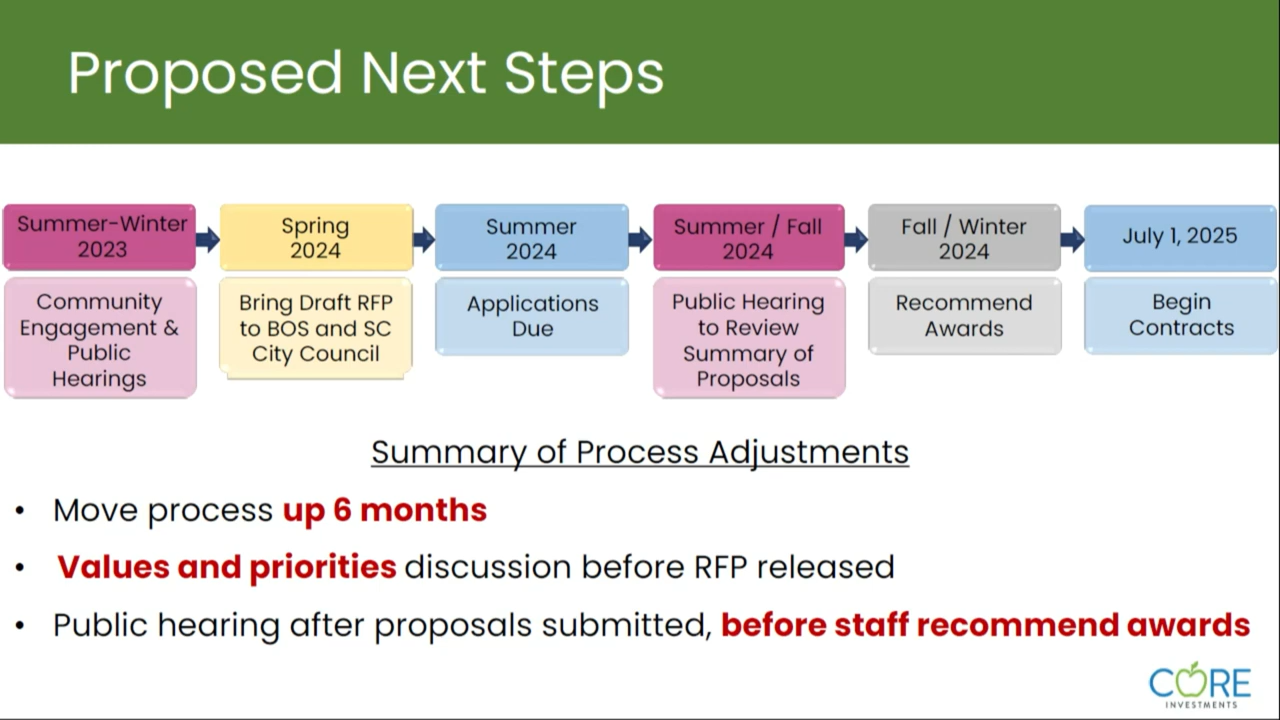 Proposed Next Steps
Summer-Winter
2023
Spring
2024
Summer
2024
Summer / Fall
2024
Fall / Winter
2024
July 1, 2025
Community
Engagement &
Public
Hearings
Bring Draft RFP
to BOS and SC
City Council
Applications
Due
Public Hearing
to Review
Summary of
Proposals
Recommend
Awards
Begin
Contracts
Summary of Process Adjustments
• Move process up 6 months
• Values and priorities discussion before RFP released
• Public hearing after proposals submitted, before staff recommend awards
CORE
INVESTMENTS